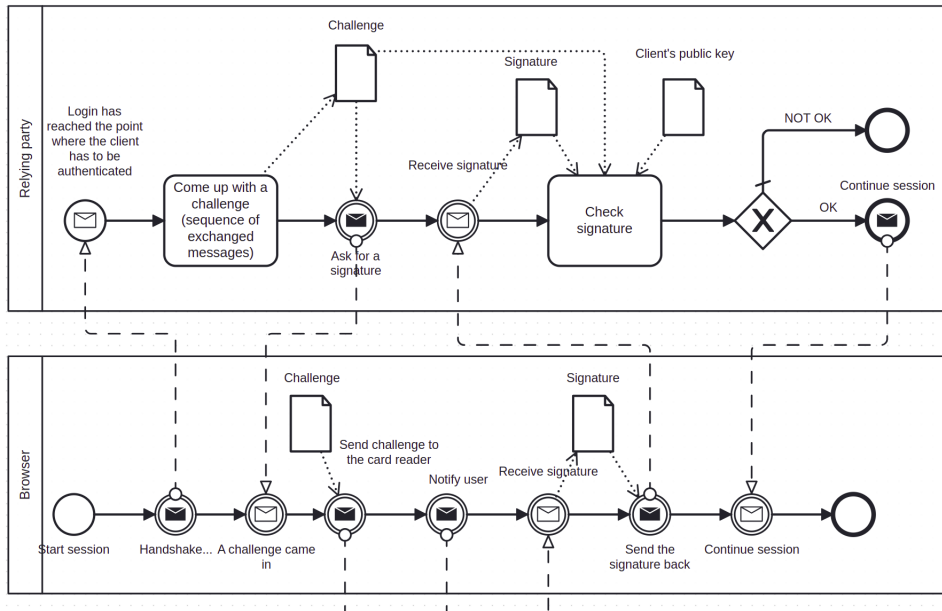 Relying party
Challenge
Login has
reached the point
where the client
has to be
authenticated
Come up with a
challenge
(sequence of
exchanged
messages)
Ask for a
signature
Receive signature
Signature
Client's public key
Check
signature
NOT OK
OK
Continue session
Browser
Start session
Handshake...
A challenge came
in
Challenge
Send challenge to
the card reader
Notify user
Receive signature
Signature
Send the
signature back
Continue session